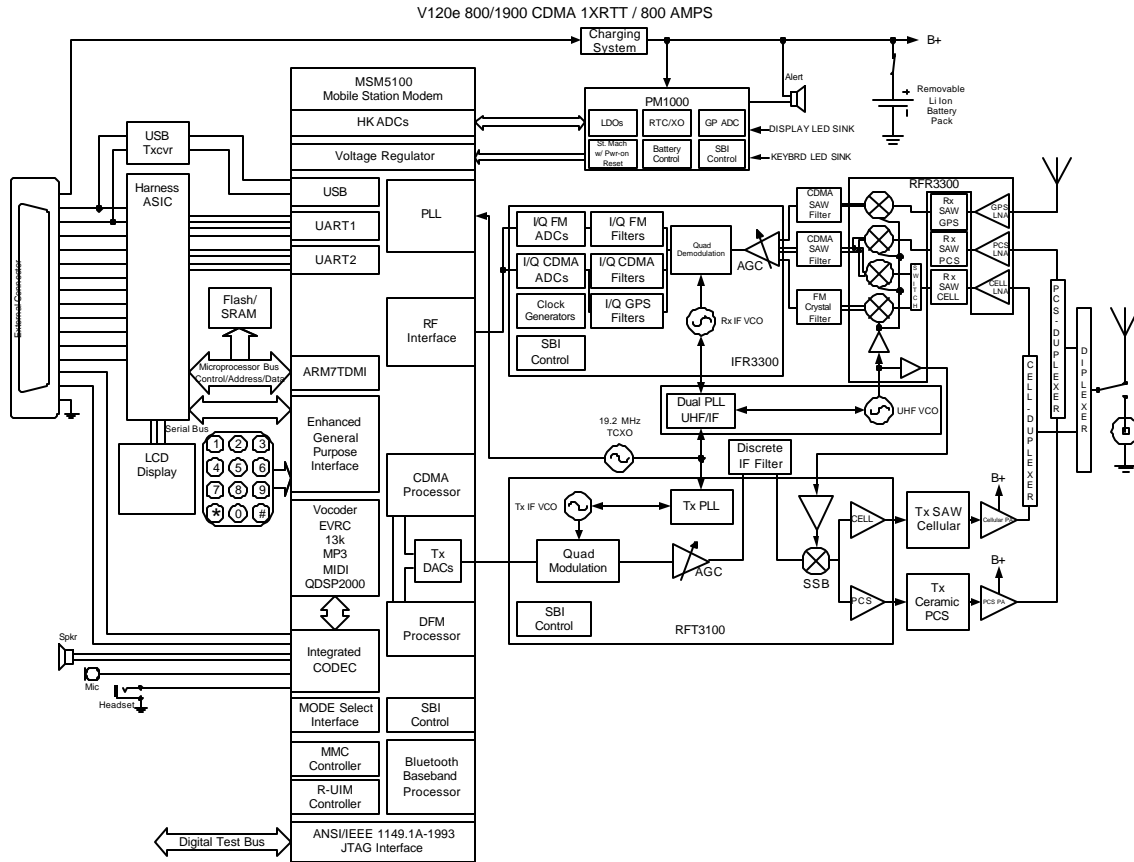 V120e 800/1900 CDMA 1XRTT / 800 AMPS
Charging
System
B+
MSM5100
Mobile Station Modem
HK ADCs
Voltage Regulator
PM1000
LDOs
RTC/XO
GP ADC
St. Mach
w/ Pwr-on
Reset
Battery
Control
SBI
Control
Alert
DISPLAY LED SINK
KEYBRD LED SINK
Removable
Li Ion
Battery
Pack
USB
Txcvr
Harness
ASIC
External Connector
USB
UART1
UART2
PLL
Flash/
SRAM
RF
Interface
Microprocessor Bus
Control/Address/Data
ARM7TDMI
Serial Bus
Enhanced
General
Purpose
Interface
LCD
Display
1
2
3
4
5
6
7
8
9
*
0
#
CDMA
Processor
Vocoder
EVRC
13k
MP3
MIDI
QDSP2000
Tx
DACs
DFM
Processor
Integrated
CODEC
Spkr
Mic
Headset
MODE Select
Interface
SBI
Control
MMC
Controller
R-UIM
Controller
Bluetooth
Baseband
Processor
ANSI/IEEE 1149.1A-1993
JTAG Interface
Digital Test Bus
I/Q FM
ADCs
I/Q FM
Filters
I/Q CDMA
ADCs
I/Q CDMA
Filters
Clock
Generators
I/Q GPS
Filters
SBI
Control
Quad
Demodulation
AGC
Rx IF VCO
IFR3300
CDMA
SAW
Filter
CDMA
SAW
Filter
FM
Crystal
Filter
RFR3300
Rx
SAW
GPS
Rx
SAW
PCS
Rx
SAW
CELL
GPS
LNA
PCS
LNA
CELL
LNA
SWITCH
Dual PLL
UHF/IF
UHF VCO
19.2 MHz
TCXO
Discrete
IF Filter
PCS-DUPLEXER
CELL-DUPLEXER
DIPLEXER
Tx IF VCO
Tx PLL
Quad
Modulation
AGC
SSB
CELL
PCS
SBI
Control
RFT3100
Tx SAW
Cellular
Tx
Ceramic
PCS
B+
Cellular PA
B+
PCS PA